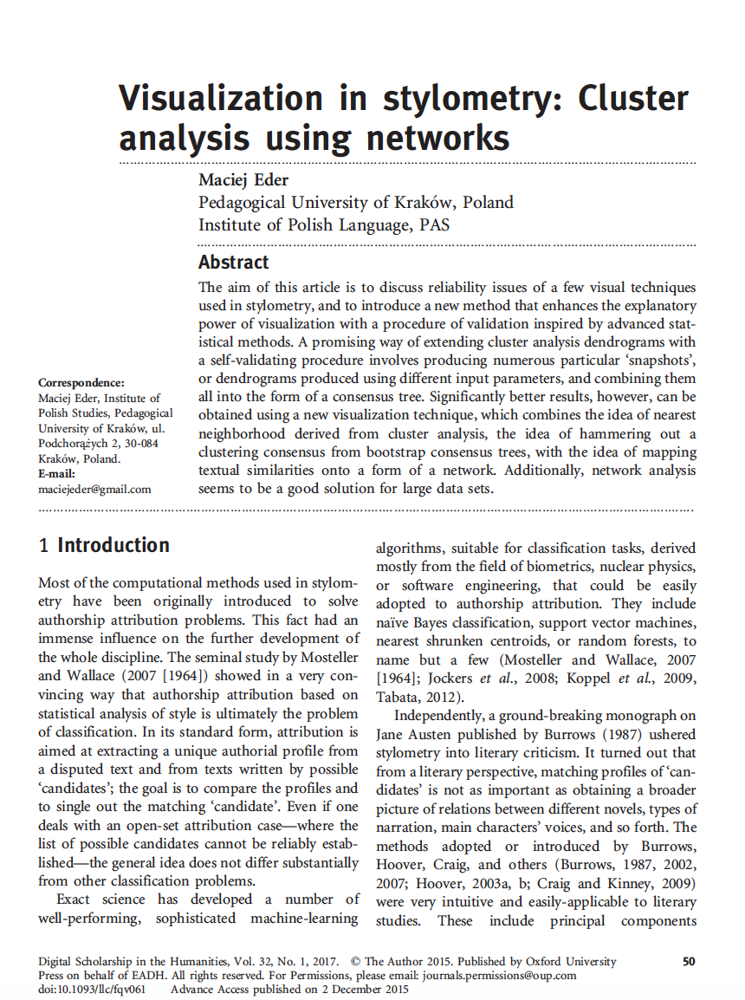 Visualization in stylometry: Cluster
analysis using networks
Maciej Eder
Pedagogical University of Kraków, Poland
Institute of Polish Language, PAS
Abstract
The aim of this article is to discuss reliability issues of a few visual techniques
used in stylometry, and to introduce a new method that enhances the explanatory
power of visualization with a procedure of validation inspired by advanced stat-
istical methods. A promising way of extending cluster analysis dendrograms with
a self-validating procedure involves producing numerous particular ‘snapshots’,
or dendrograms produced using different input parameters, and combining them
all into the form of a consensus tree. Significantly better results, however, can be
obtained using a new visualization technique, which combines the idea of nearest
neighborhood derived from cluster analysis, the idea of hammering out a
clustering consensus from bootstrap consensus trees, with the idea of mapping
textual similarities onto a form of a network. Additionally, network analysis
seems to be a good solution for large data sets.
Correspondence:
Maciej Eder, Institute of
Polish Studies, Pedagogical
University of Kraków, ul.
Podchorążych 2, 30-084
Kraków, Poland.
E-mail:
maciejeder@gmail.com
1 Introduction
Most of the computational methods used in stylom-
etry have been originally introduced to solve
authorship attribution problems. This fact had an
immense influence on the further development of
the whole discipline. The seminal study by Mosteller
and Wallace (2007 [1964]) showed in a very con-
vincing way that authorship attribution based on
statistical analysis of style is ultimately the problem
of classification. In its standard form, attribution is
aimed at extracting a unique authorial profile from
a disputed text and from texts written by possible
‘candidates’; the goal is to compare the profiles and
to single out the matching ‘candidate’. Even if one
deals with an open-set attribution case—where the
list of possible candidates cannot be reliably estab-
lished—the general idea does not differ substantially
from other classification problems.
Exact science has developed a number of
well-performing, sophisticated machine-learning
algorithms, suitable for classification tasks, derived
mostly from the field of biometrics, nuclear physics,
or software engineering, that could be easily
adopted to authorship attribution. They include
naïve Bayes classification, support vector machines,
nearest shrunken centroids, or random forests, to
name but a few (Mosteller and Wallace, 2007
[1964]; Jockers et al., 2008; Koppel et al., 2009,
Tabata, 2012).
Independently, a ground-breaking monograph on
Jane Austen published by Burrows (1987) ushered
stylometry into literary criticism. It turned out that
from a literary perspective, matching profiles of ‘can-
didates’ is not as important as obtaining a broader
picture of relations between different novels, types of
narration, main characters’ voices, and so forth. The
methods adopted or introduced by Burrows,
Hoover, Craig, and others (Burrows, 1987, 2002,
2007; Hoover, 2003a, b; Craig and Kinney, 2009)
were very intuitive and easily-applicable to literary
studies. These include principal components
Digital Scholarship in the Humanities, Vol. 32, No. 1, 2017. © The Author 2015. Published by Oxford University
Press on behalf of EADH. All rights reserved. For Permissions, please email: journals.permissions@oup.com
doi:10.1093/llc/fqv061 Advance Access published on 2 December 2015
50